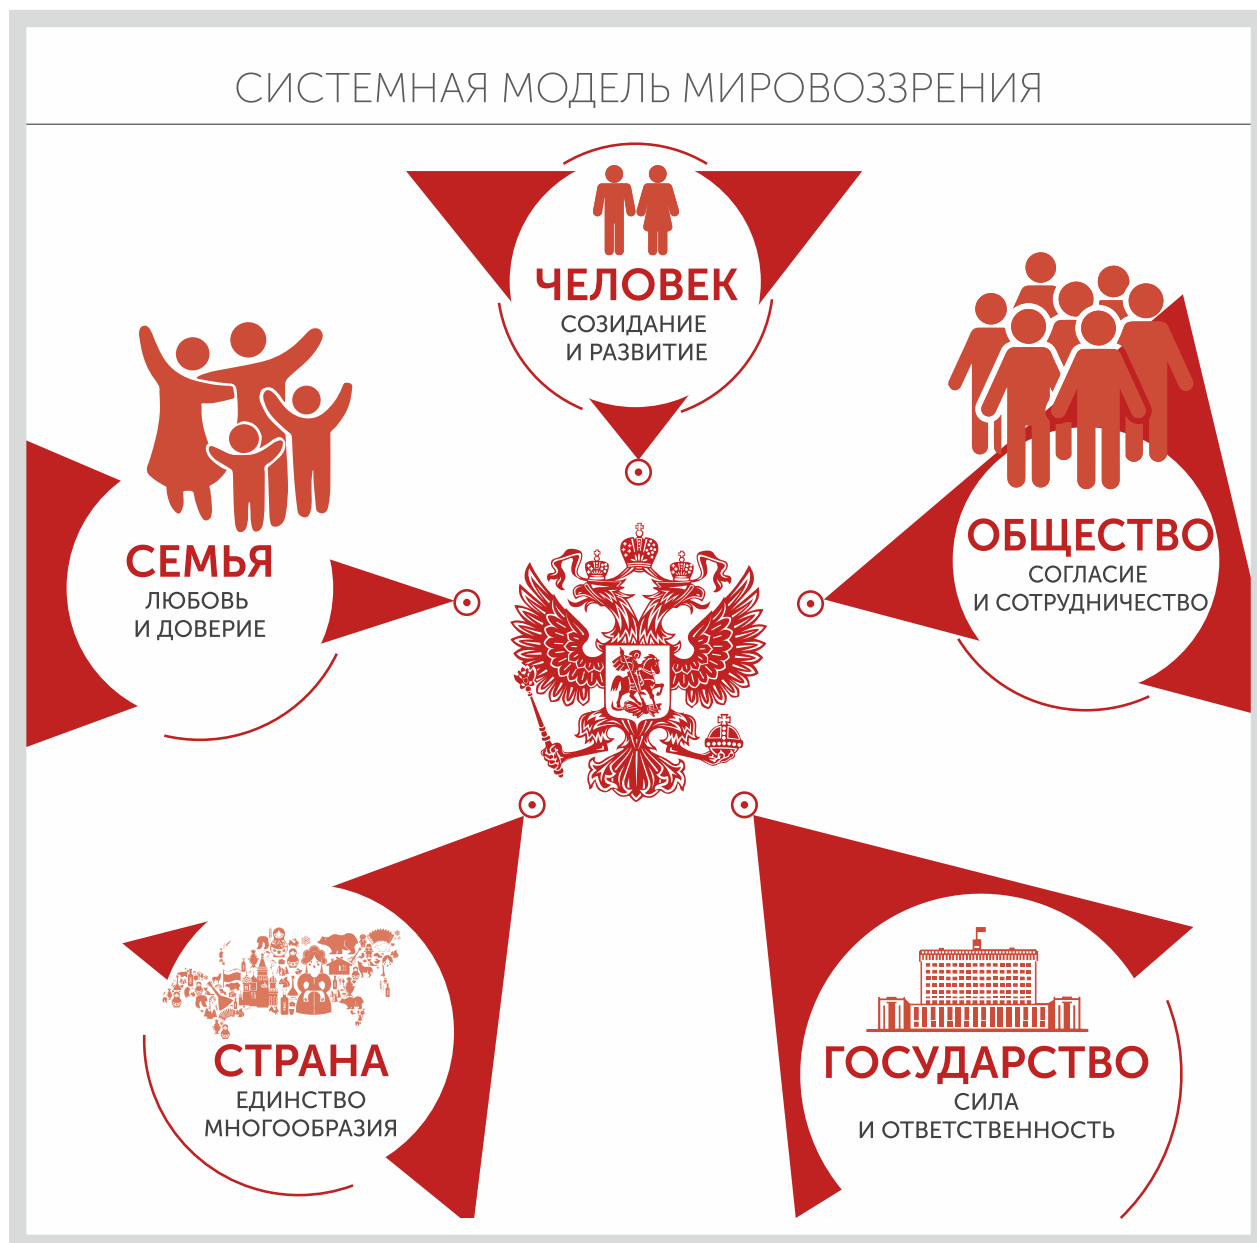 СИСТЕМНАЯ МОДЕЛЬ МИРОВОЗЗРЕНИЯ
ЧЕЛОВЕК
СОЗИДАНИЕ
И РАЗВИТИЕ
СЕМЬЯ
ЛЮБОВЬ
И ДОВЕРИЕ
ОБЩЕСТВО
СОГЛАСИЕ
И СОТРУДНИЧЕСТВО
СТРАНА
ЕДИНСТВО
МНОГООБРАЗИЯ
ГОСУДАРСТВО
СИЛА
И ОТВЕТСТВЕННОСТЬ